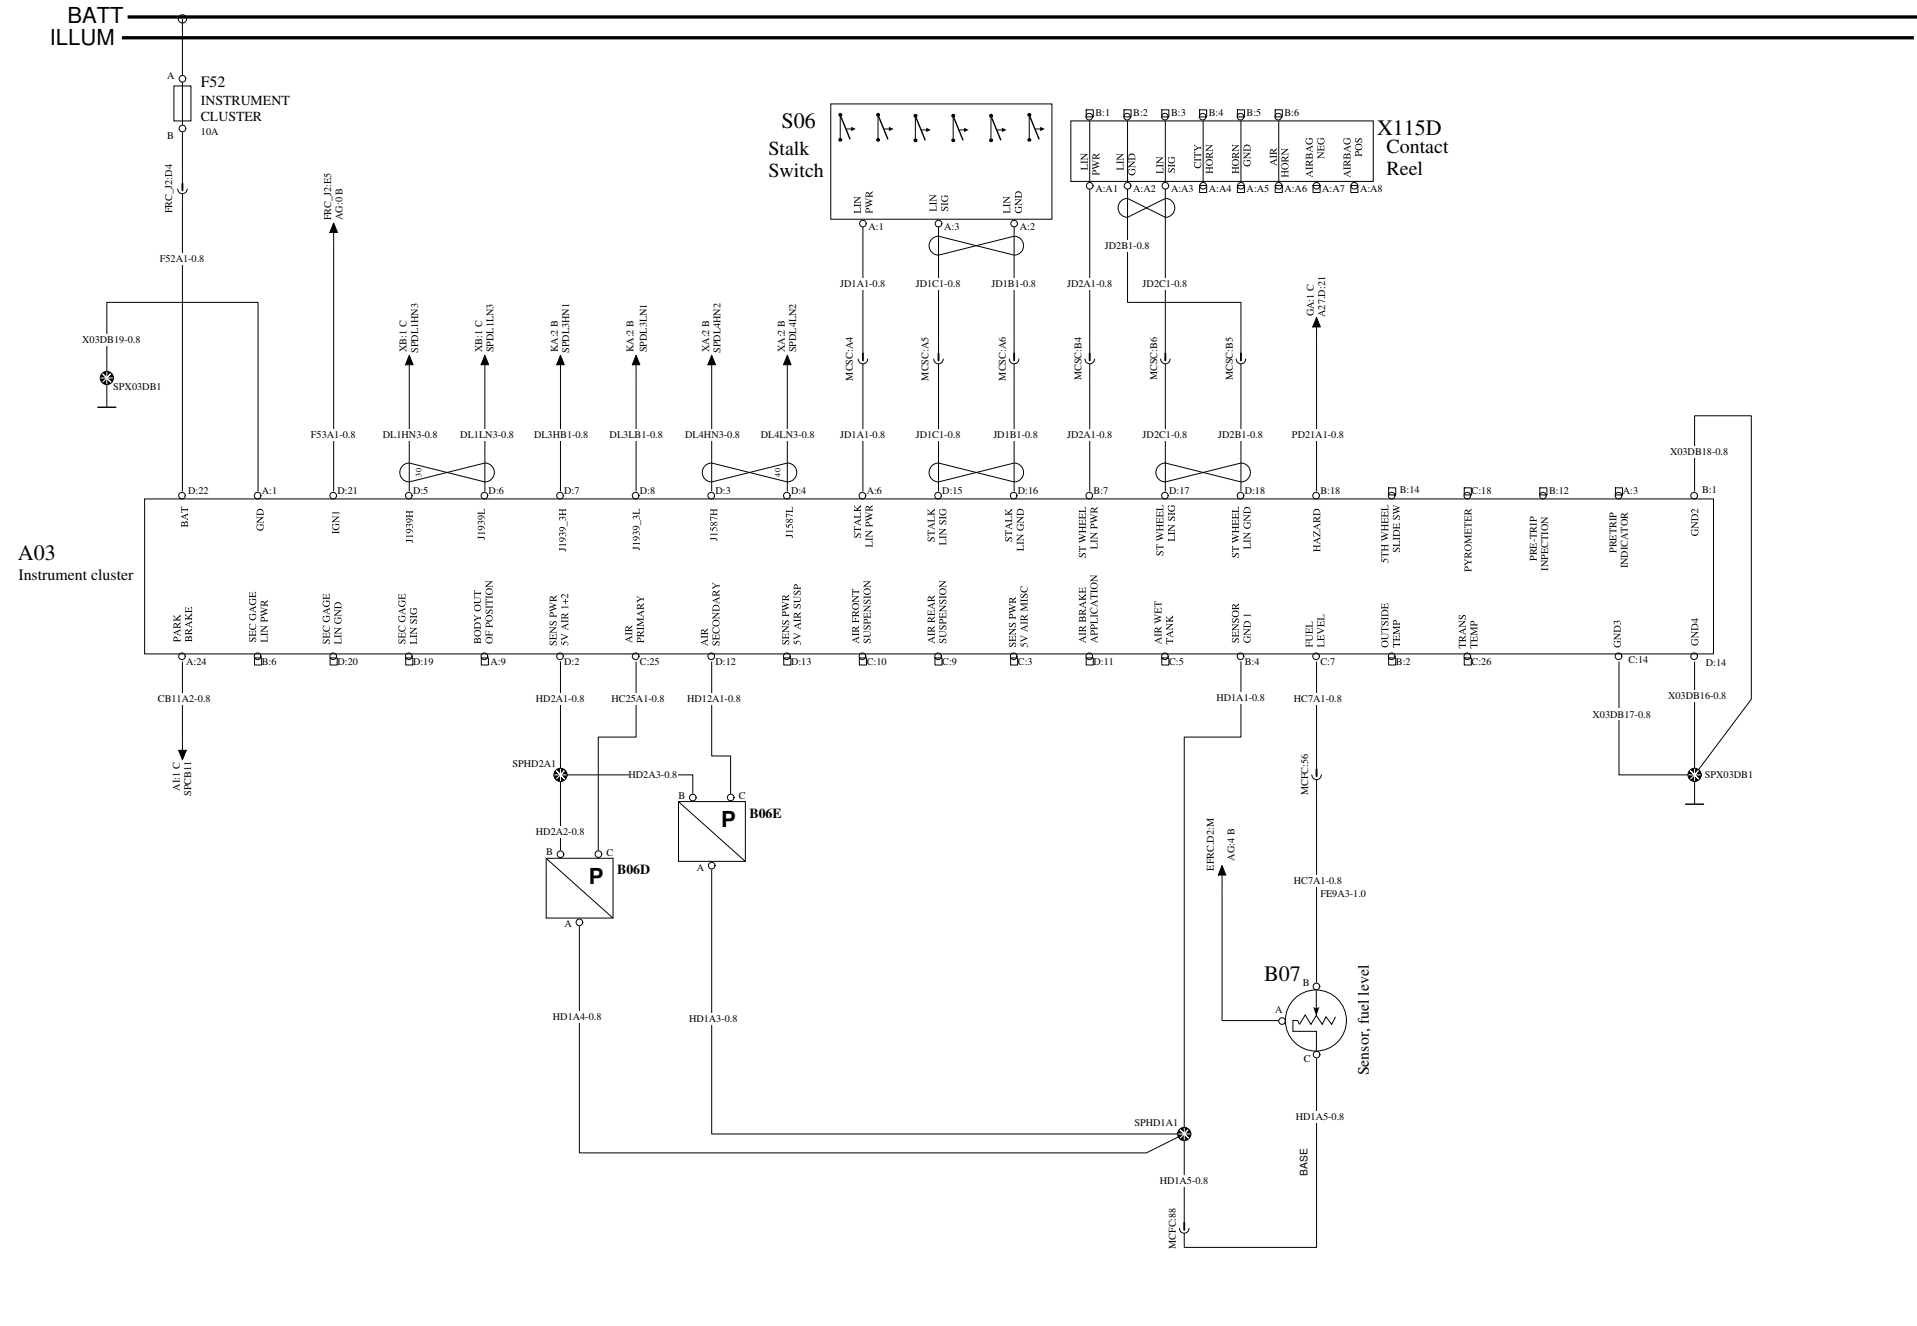 BATT
ILLUM
A
F52
INSTRUMENT
CLUSTER
10A
B
FRC_J2:D4
F52A1-0.8
X03DB19-0.8
SPX03DB1
FRC_J2:E5
AG:0 B
F53A1-0.8
XB:1 C
SPDL1HN3
DL1HN3-0.8
XB:1 C
SPDL1LN3
DL1LN3-0.8
30
KA:2 B
SPDL3HN1
DL3HB1-0.8
KA:2 B
SPDL3LN1
DL3LB1-0.8
XA:2 B
SPDL4HN2
DL4HN3-0.8
XA:2 B
SPDL4LN2
DL4LN3-0.8
40
S06
Stalk
Switch
LIN
PWR
LIN
SIG
LIN
GND
A:1
A:3
A:2
JD1A1-0.8
JD1C1-0.8
JD1B1-0.8
MCSC:A4
MCSC:A5
MCSC:A6
JD1A1-0.8
JD1C1-0.8
JD1B1-0.8
B:1
B:2
B:3
B:4
B:5
B:6
X115D
Contact
Reel
LIN
PWR
LIN
GND
LIN
SIG
CITY
HORN
HORN
GND
AIR
HORN
AIRBAG
NEG
AIRBAG
POS
A:A1
A:A2
A:A3
A:A4
A:A5
A:A6
A:A7
A:A8
JD2B1-0.8
JD2A1-0.8
JD2C1-0.8
MCSC:B4
MCSC:B6
MCSC:B5
JD2A1-0.8
JD2C1-0.8
JD2B1-0.8
GA:1 C
A27.D:21
PD21A1-0.8
X03DB18-0.8
D:22
A:1
D:21
D:5
D:6
D:7
D:8
D:3
D:4
A:6
D:15
D:16
B:7
D:17
D:18
B:18
B:14
C:18
B:12
A:3
B:1
A03
Instrument cluster
BAT
GND
IGN1
J1939H
J1939L
J1939_3H
J1939_3L
J1587H
J1587L
STALK
LIN PWR
STALK
LIN SIG
STALK
LIN GND
ST WHEEL
LIN PWR
ST WHEEL
LIN SIG
ST WHEEL
LIN GND
HAZARD
5TH WHEEL
SLIDE SW
PYROMETER
PRE-TRIP
INPECTION
PRETRIP
INDICATOR
GND2
PARK
BRAKE
SEC GAGE
LIN PWR
SEC GAGE
LIN GND
SEC GAGE
LIN SIG
BODY OUT
OF POSITION
SENS PWR
5V AIR 1+2
AIR
PRIMARY
AIR
SECONDARY
SENS PWR
5V AIR SUSP
AIR FRONT
SUSPENSION
AIR REAR
SUSPENSION
SENS PWR
5V AIR MISC
AIR BRAKE
APPLICATION
AIR WET
TANK
SENSOR
GND 1
FUEL
LEVEL
OUTSIDE
TEMP
TRANS
TEMP
GND3
GND4
A:24
B:6
D:20
D:19
A:9
D:2
C:25
D:12
D:13
C:10
C:9
C:3
D:11
C:5
B:4
C:7
B:2
C:26
C:14
D:14
CB11A2-0.8
AI:1 C
SPCB11
HD2A1-0.8
HC25A1-0.8
HD12A1-0.8
SPHD2A1
HD2A3-0.8
B
C
B06E
P
A
HD2A2-0.8
B
C
B06D
P
A
HD1A4-0.8
HD1A3-0.8
HD1A1-0.8
HC7A1-0.8
MCFC:56
EFRC.D2:M
AG:4 B
HC7A1-0.8
FE9A3-1.0
B07
B
A
C
Sensor, fuel level
HD1A5-0.8
BASE
SPHD1A1
HD1A5-0.8
MCFC:88
X03DB17-0.8
X03DB16-0.8
SPX03DB1